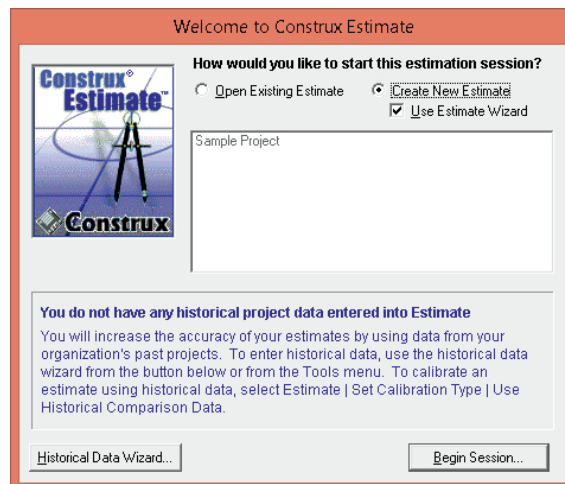 Welcome to Construx Estimate
Construx®
Estimate™
Construx
How would you like to start this estimation session?
Open Existing Estimate
Create New Estimate
Use Estimate Wizard
Sample Project
You do not have any historical project data entered into Estimate
You will increase the accuracy of your estimates by using data from your
organization's past projects. To enter historical data, use the historical data
wizard from the button below or from the Tools menu. To calibrate an
estimate using historical data, select Estimate | Set Calibration Type | Use
Historical Comparison Data.
Historical Data Wizard...
Begin Session...